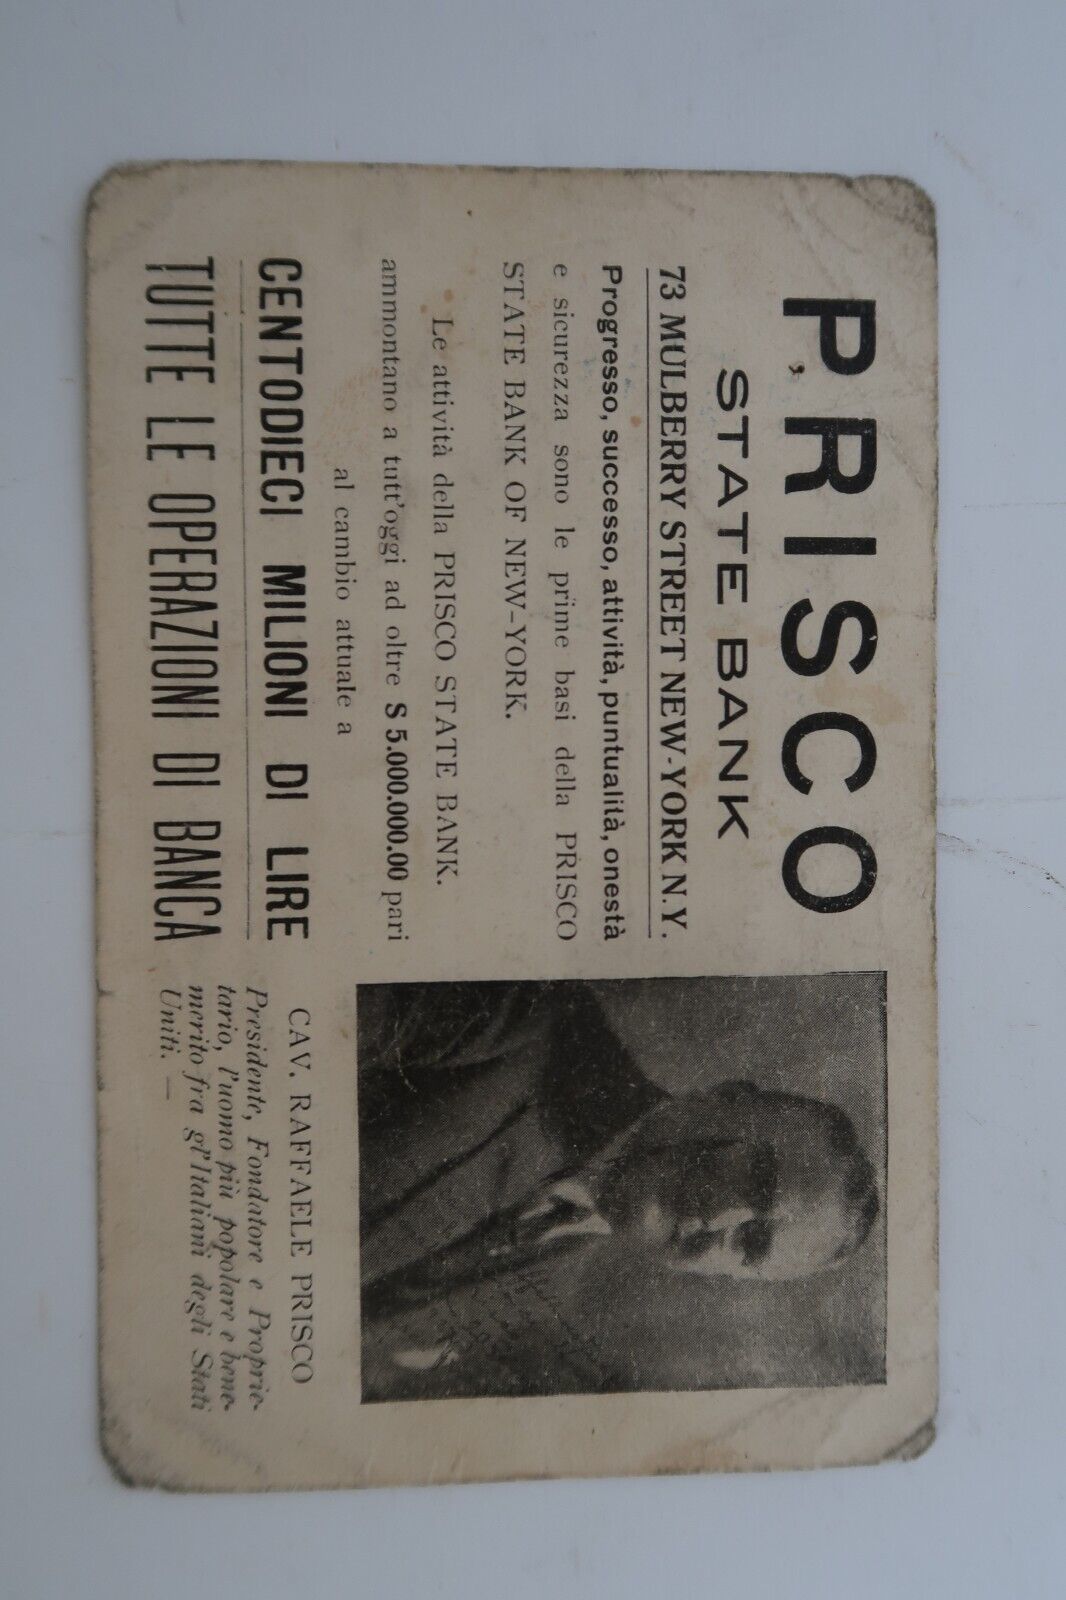 PRISCO
STATE BANK
73 MULBERRY STREET NEW-YORK N.Y.
Progresso, successo, attività, puntualità, onestà
e sicurezza sono le prime basi della PRISCO
STATE BANK OF NEW-YORK.
Le attività della PRISCO STATE BANK.
ammontano a tutt'oggi ad oltre $ 5.000.000.00 pari
al cambio attuale a
CENTODIECI MILIONI DI LIRE
TUTTE LE OPERAZIONI DI BANCA
CAV. RAFFAELE PRISCO
Presidente, Fondatore e Proprie-
tario, l'uomo più popolare e bene-
merito fra gl'Italiani degli Stati
Uniti. —